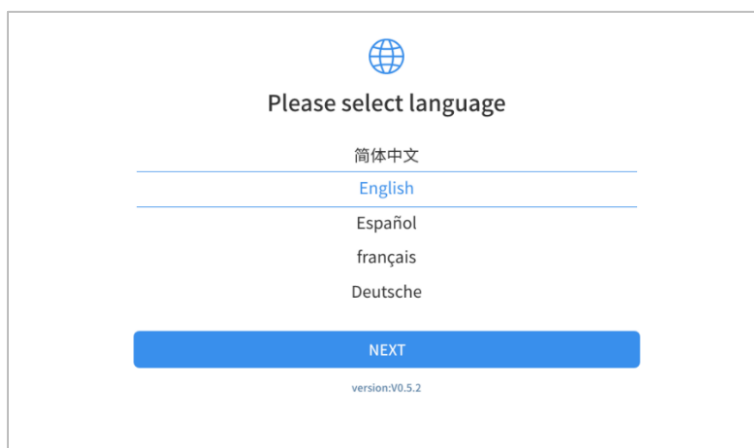 Please select language
简体中文
English
Español
français
Deutsche
NEXT
version:V0.5.2